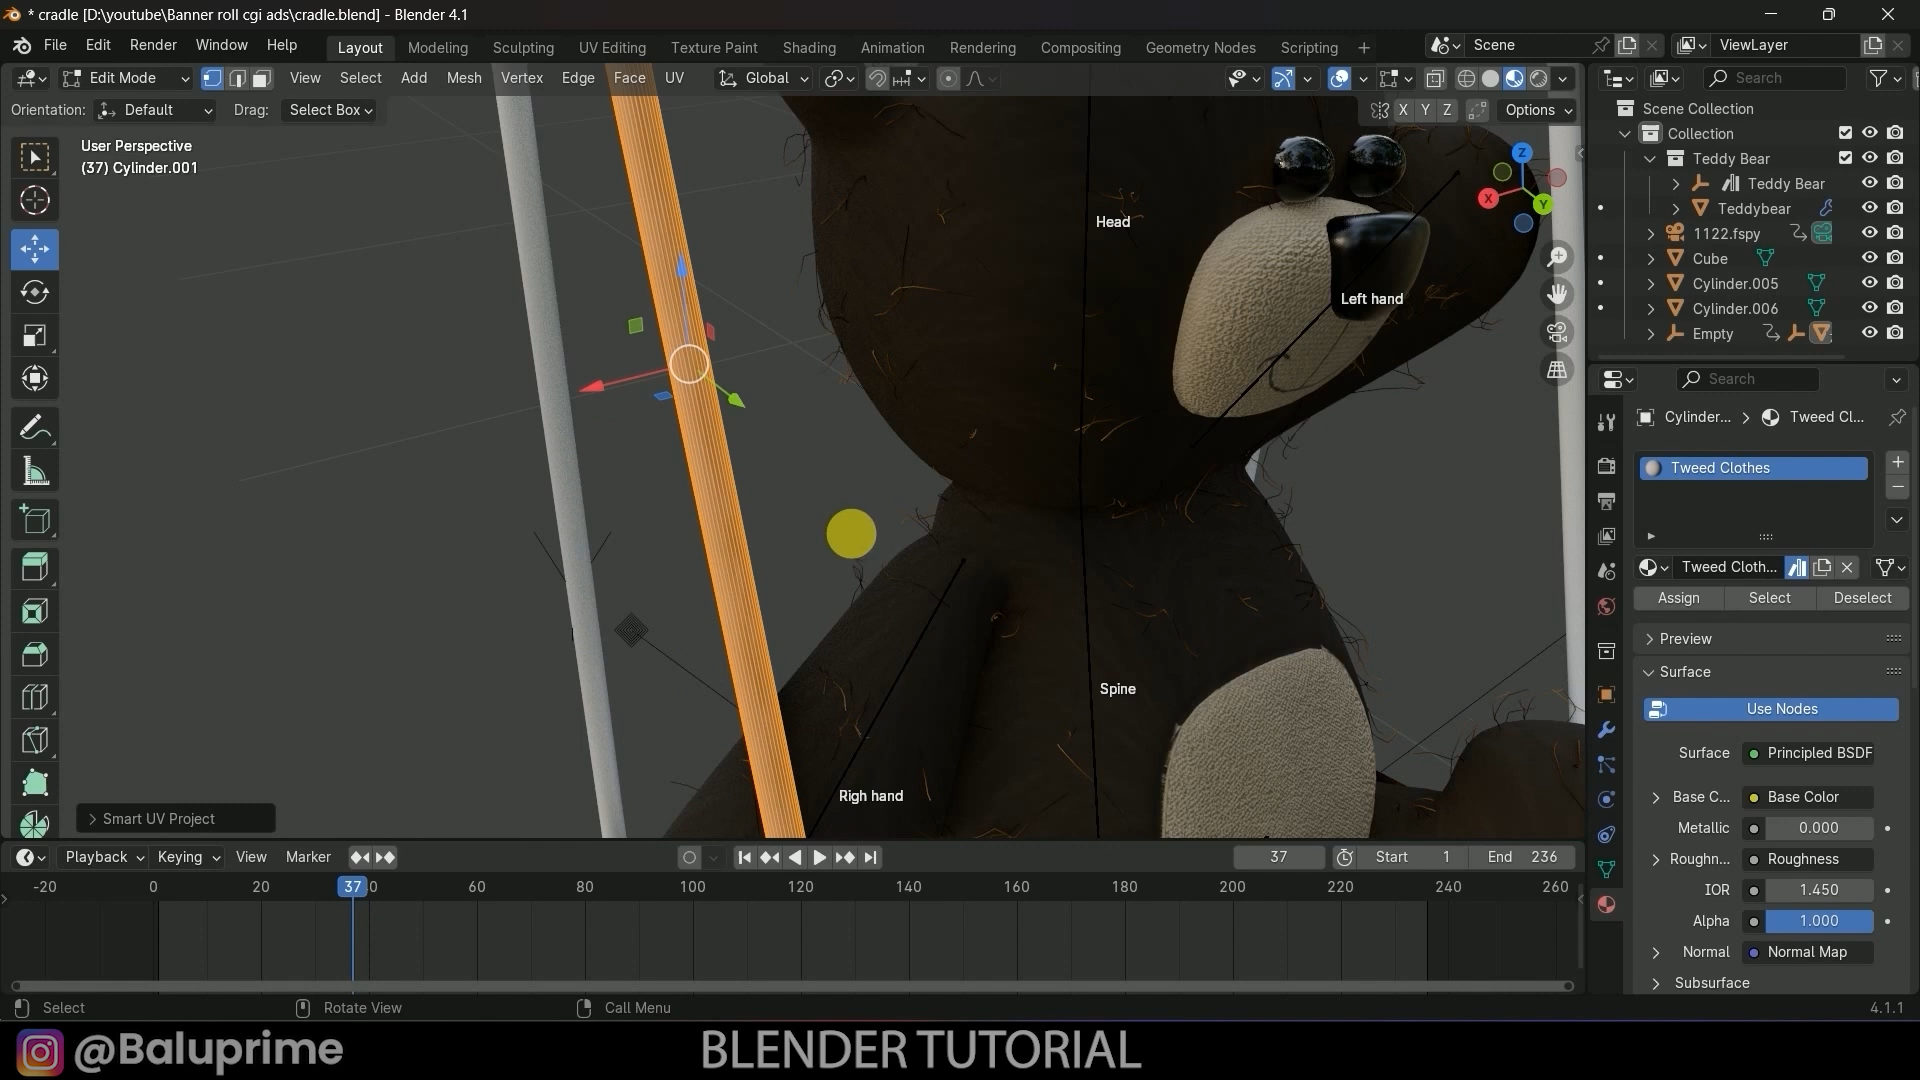 * cradle [D:\youtube\Banner roll cgi ads\cradle.blend] - Blender 4.1
File Edit Render Window Help Layout Modeling Sculpting UV Editing Texture Paint Shading Animation Rendering Compositing Geometry Nodes Scripting + Scene ViewLayer
Edit Mode View Select Add Mesh Vertex Edge Face UV Global Search
Orientation: Default Drag: Select Box X Y Z Options
Scene Collection
Collection
Teddy Bear
Teddy Bear
Teddybear
1122.fspy
Cube
Cylinder.005
Cylinder.006
Empty
User Perspective
(37) Cylinder.001
Z
X
Y
Head
Left hand
Spine
Righ hand
Smart UV Project
Search
Cylinder... Tweed Cl...
Tweed Clothes
Tweed Cloth...
Assign Select Deselect
Preview
Surface
Use Nodes
Surface Principled BSDF
Base C... Base Color
Metallic 0.000
Roughn... Roughness
IOR 1.450
Alpha 1.000
Normal Normal Map
Subsurface
Playback Keying View Marker 37 Start 1 End 236
-20 0 20 37 0 60 80 100 120 140 160 180 200 220 240 260
Select Rotate View Call Menu 4.1.1
@Baluprime BLENDER TUTORIAL